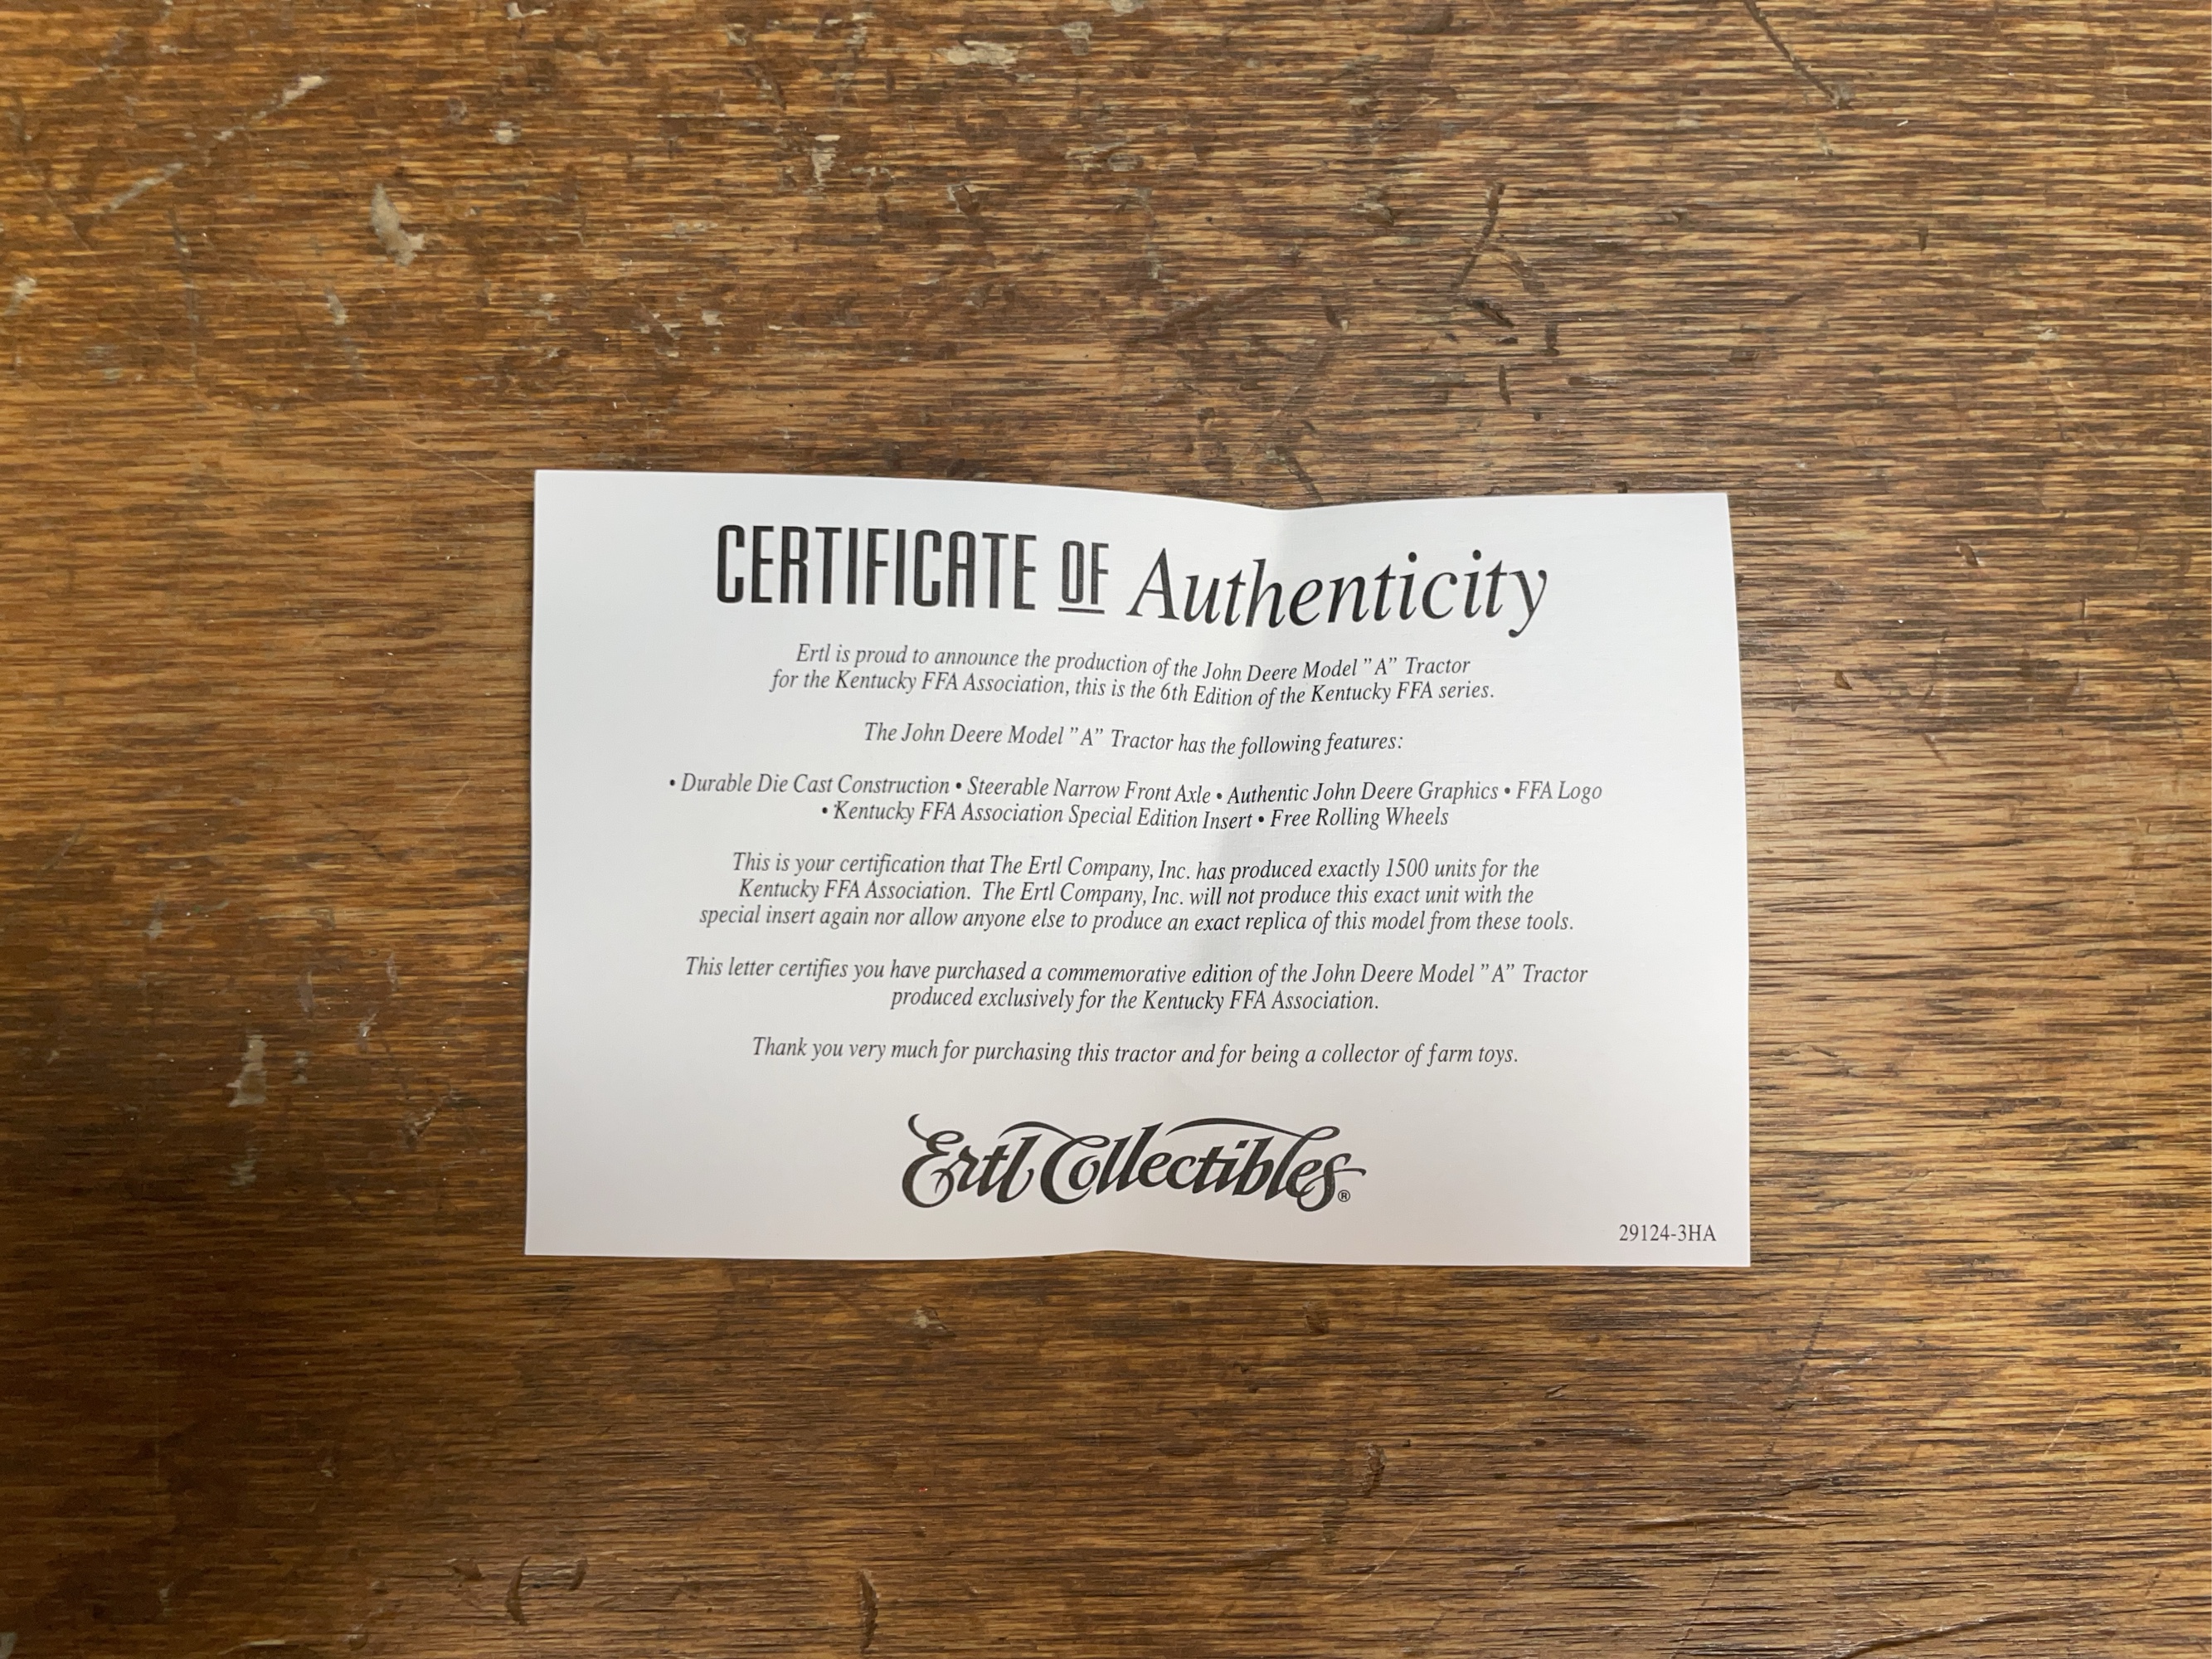 CERTIFICATE OF Authenticity
Ertl is proud to announce the production of the John Deere Model "A" Tractor
for the Kentucky FFA Association, this is the 6th Edition of the Kentucky FFA series.
The John Deere Model "A" Tractor has the following features:
• Durable Die Cast Construction • Steerable Narrow Front Axle • Authentic John Deere Graphics • FFA Logo
• Kentucky FFA Association Special Edition Insert • Free Rolling Wheels
This is your certification that The Ertl Company, Inc. has produced exactly 1500 units for the
Kentucky FFA Association. The Ertl Company, Inc. will not produce this exact unit with the
special insert again nor allow anyone else to produce an exact replica of this model from these tools.
This letter certifies you have purchased a commemorative edition of the John Deere Model "A" Tractor
produced exclusively for the Kentucky FFA Association.
Thank you very much for purchasing this tractor and for being a collector of farm toys.
Ertl Collectibles®
29124-3HA